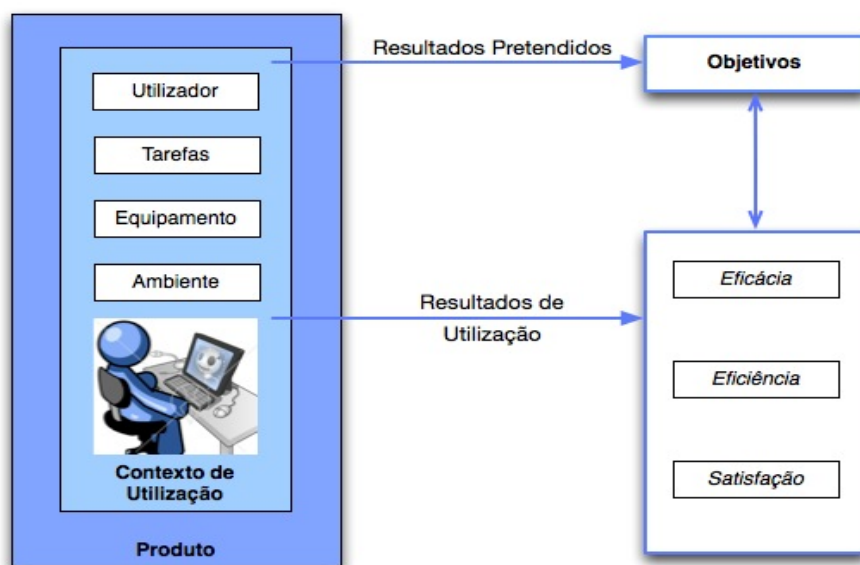 Resultados Pretendidos
Objetivos
Utilizador
Tarefas
Equipamento
Ambiente
Resultados de
Utilização
Eficácia
Eficiência
Satisfação
Contexto de
Utilização
Produto